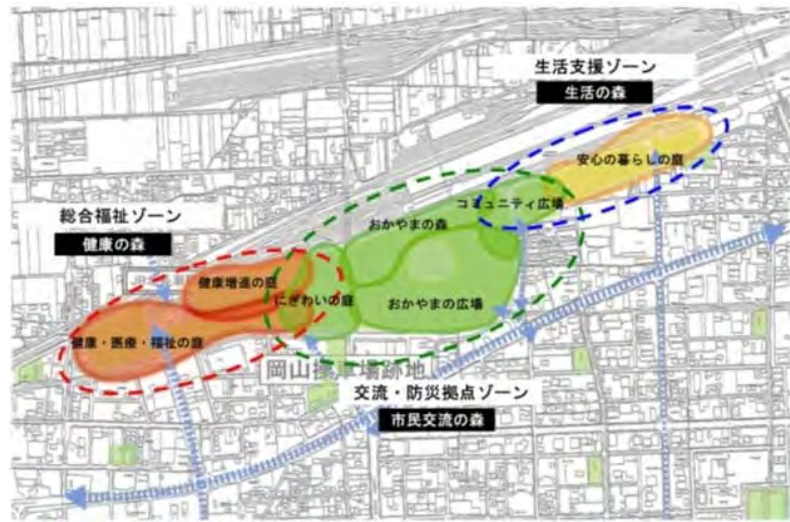 生活支援ゾーン
生活の森
安心の暮らしの庭
コミュニティ広場
おかやまの森
総合福祉ゾーン
健康の森
健康増進の庭
にぎわいの庭
おかやまの広場
健康・医療・福祉の庭
岡山操車場跡地
交流・防災拠点ゾーン
市民交流の森